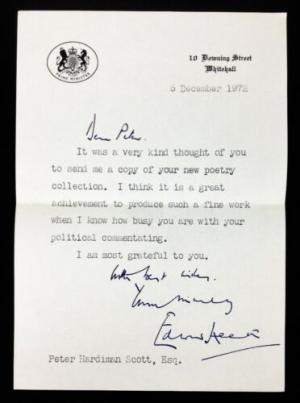 10 Downing Street
Whitehall
PRIME MINISTER
6 December 1972
Dear Peter.
It was a very kind thought of you
to send me a copy of your new poetry
collection. I think it is a great
achievement to produce such a fine work
when I know how busy you are with your
political commentating.
I am most grateful to you.
With best wishes.
Yours sincerely
Edward Heath
Peter Hardiman Scott, Esq.